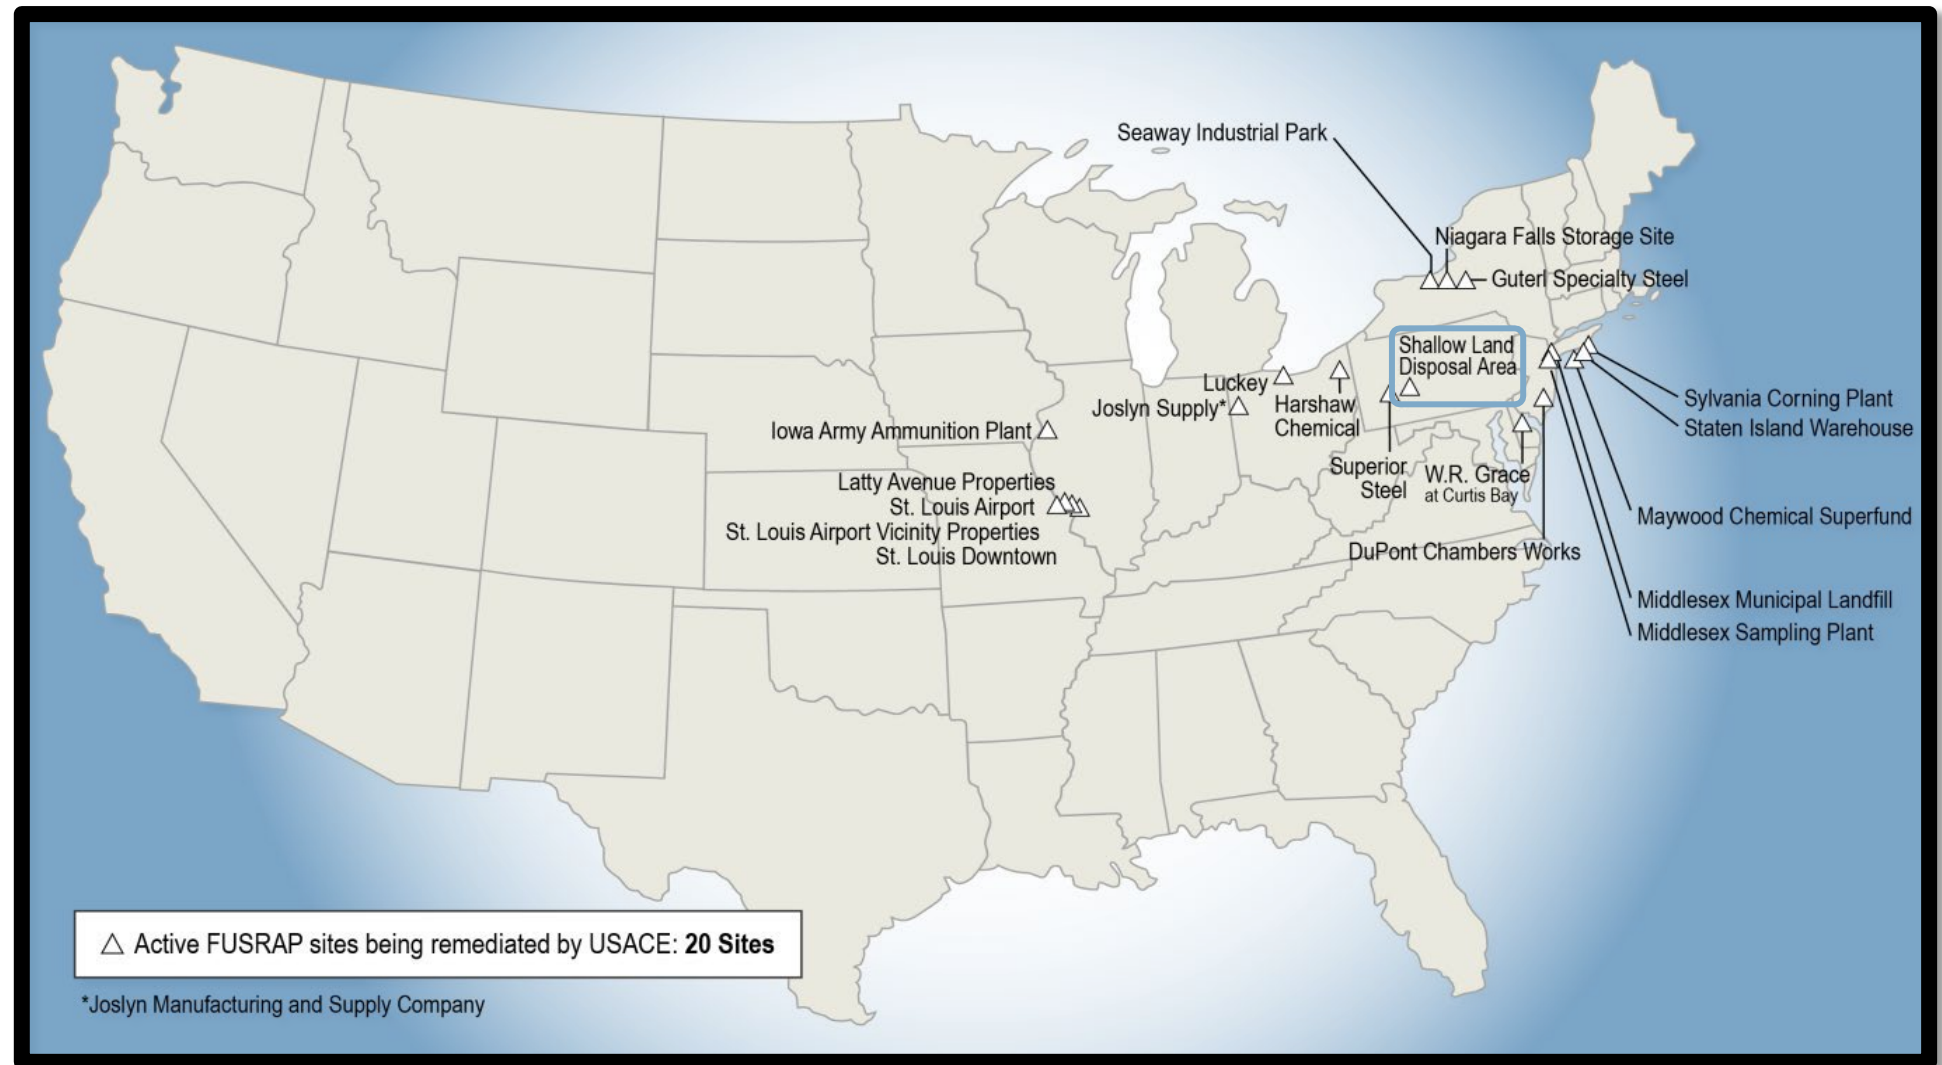 Seaway Industrial Park
Niagara Falls Storage Site
Guterl Specialty Steel
Shallow Land
Disposal Area
Luckey
Joslyn Supply*
Harshaw
Chemical
Iowa Army Ammunition Plant
Superior
Steel
W.R. Grace
at Curtis Bay
Sylvania Corning Plant
Staten Island Warehouse
Latty Avenue Properties
St. Louis Airport
St. Louis Airport Vicinity Properties
St. Louis Downtown
Maywood Chemical Superfund
DuPont Chambers Works
Middlesex Municipal Landfill
Middlesex Sampling Plant
Active FUSRAP sites being remediated by USACE: 20 Sites
*Joslyn Manufacturing and Supply Company